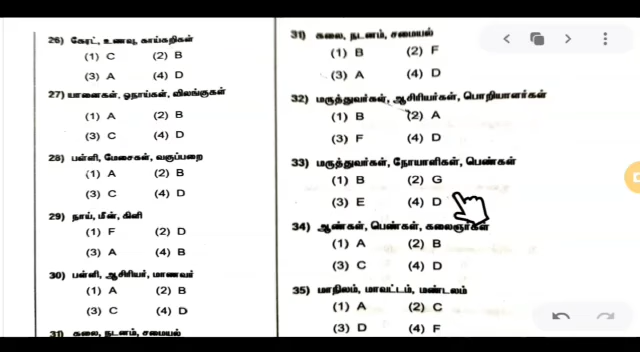 26) கேரட், உணவு, காய்கறிகள்
(1) C (2) B
(3) A (4) D
27) யானைகள், ஓநாய்கள், விலங்குகள்
(1) A (2) B
(3) C (4) D
28) பள்ளி, மேசைகள், வகுப்பறை
(1) A (2) B
(3) C (4) D
29) நாய், மீன், கிளி
(1) F (2) D
(3) A (4) B
30) பள்ளி, ஆசிரியர், மாணவர்
(1) A (2) B
(3) C (4) D
31) கலை, நடனம், சமையல்
31) கலை, நடனம், சமையல்
(1) B (2) F
(3) A (4) D
32) மருத்துவர்கள், ஆசிரியர்கள், பொறியாளர்கள்
(1) B (2) A
(3) F (4) D
33) மருத்துவர்கள், நோயாளிகள், பெண்கள்
(1) B (2) G
(3) E (4) D
34) ஆண்கள், பெண்கள், கலைஞர்கள்
(1) A (2) B
(3) C (4) D
35) மாநிலம், மாவட்டம், மண்டலம்
(1) A (2) C
(3) D (4) F